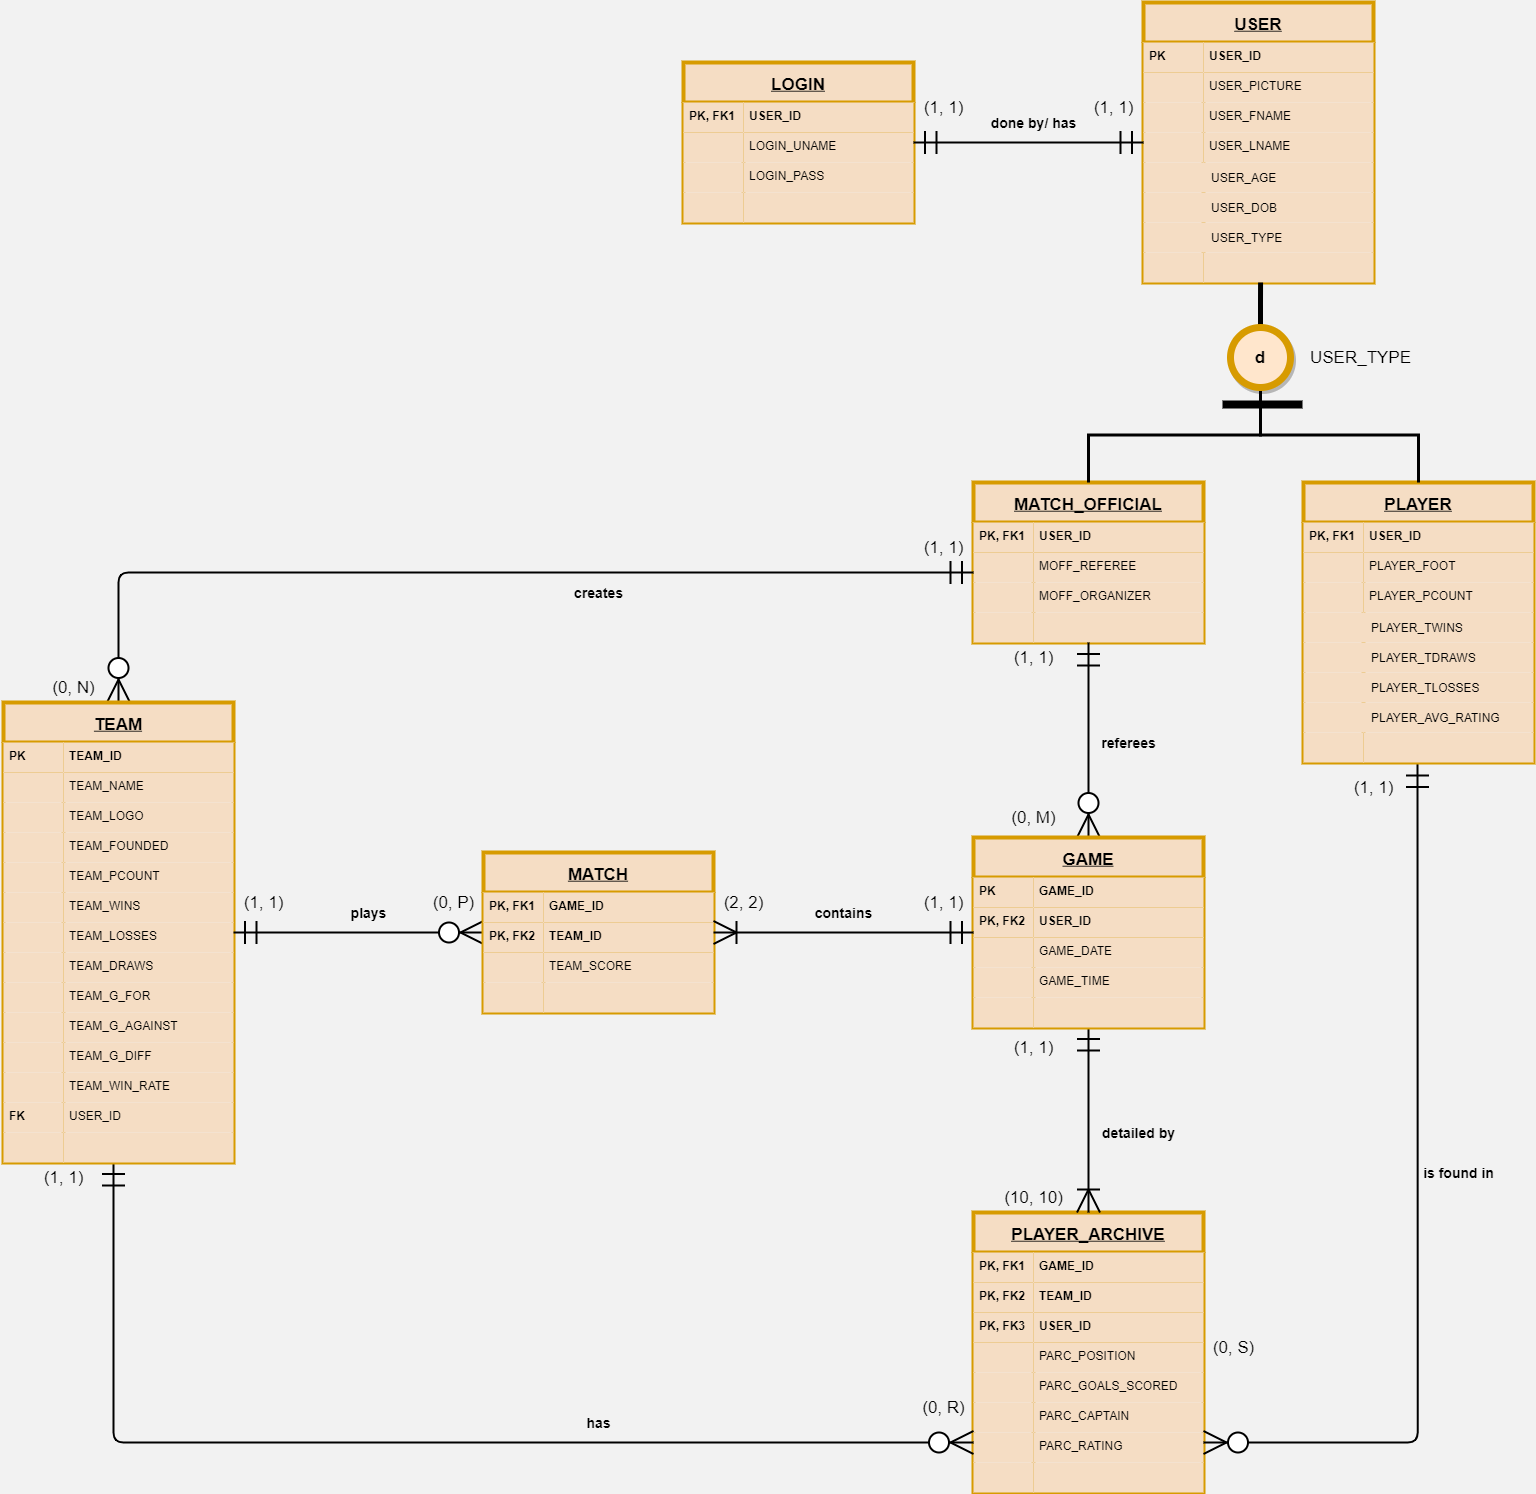 USER
PK USER_ID
USER_PICTURE
USER_FNAME
USER_LNAME
USER_AGE
USER_DOB
USER_TYPE
LOGIN
PK, FK1 USER_ID
LOGIN_UNAME
LOGIN_PASS
(1, 1) (1, 1)
done by/ has
d USER_TYPE
MATCH_OFFICIAL
PK, FK1 USER_ID
MOFF_REFEREE
MOFF_ORGANIZER
PLAYER
PK, FK1 USER_ID
PLAYER_FOOT
PLAYER_PCOUNT
PLAYER_TWINS
PLAYER_TDRAWS
PLAYER_TLOSSES
PLAYER_AVG_RATING
(1, 1)
creates
(0, N)
(1, 1)
referees
(0, M)
(1, 1)
TEAM
PK TEAM_ID
TEAM_NAME
TEAM_LOGO
TEAM_FOUNDED
TEAM_PCOUNT
TEAM_WINS
TEAM_LOSSES
TEAM_DRAWS
TEAM_G_FOR
TEAM_G_AGAINST
TEAM_G_DIFF
TEAM_WIN_RATE
FK USER_ID
(1, 1) plays (0, P)
MATCH
PK, FK1 GAME_ID
PK, FK2 TEAM_ID
TEAM_SCORE
(2, 2) contains (1, 1)
GAME
PK GAME_ID
PK, FK2 USER_ID
GAME_DATE
GAME_TIME
(1, 1)
detailed by
(10, 10)
is found in
(1, 1)
has
(0, R)
PLAYER_ARCHIVE
PK, FK1 GAME_ID
PK, FK2 TEAM_ID
PK, FK3 USER_ID
PARC_POSITION
PARC_GOALS_SCORED
PARC_CAPTAIN
PARC_RATING
(0, S)